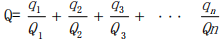 Q= q₁/Q₁ + q₂/Q₂ + q₃/Q₃ + · · · qₙ/Qn